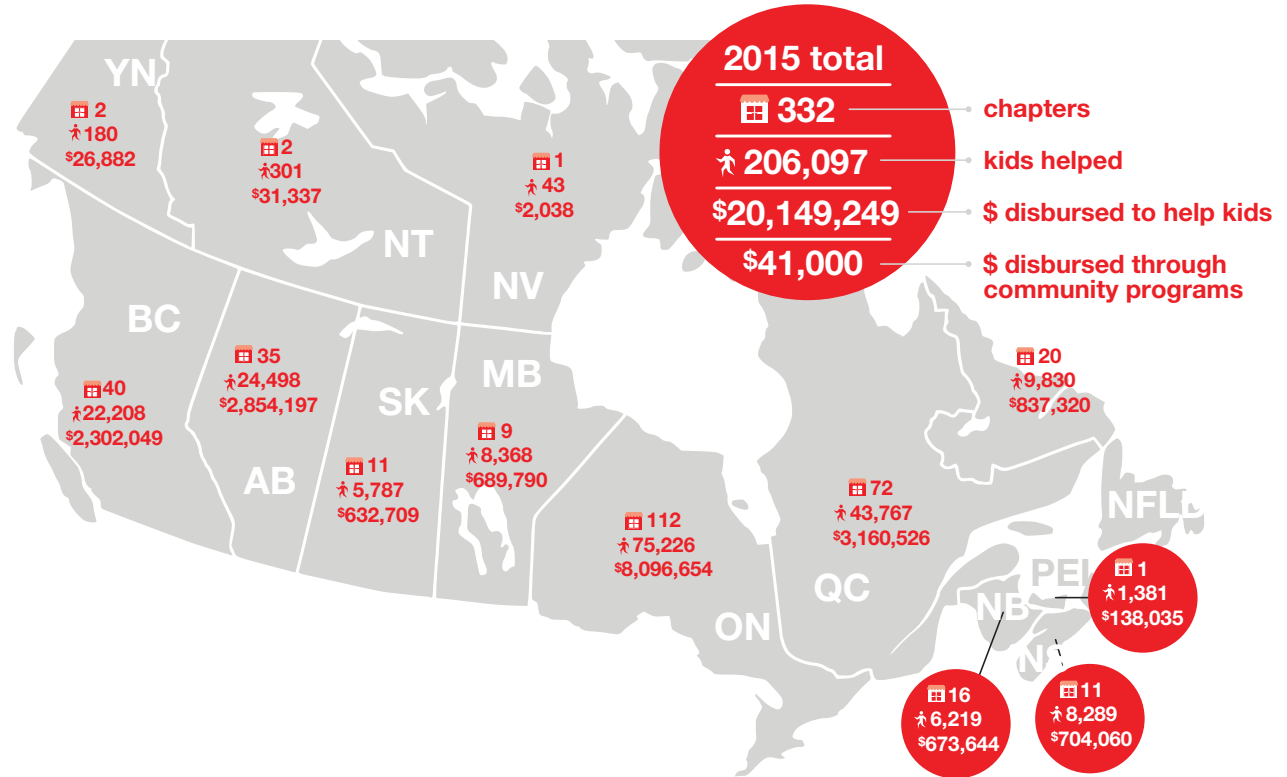 2015 total
332
chapters
206,097
kids helped
$20,149,249
$ disbursed to help kids
$41,000
$ disbursed through
community programs
YN
2
180
$26,882
2
301
$31,337
NT
1
43
$2,038
NV
BC
40
22,208
$2,302,049
35
24,498
$2,854,197
AB
SK
11
5,787
$632,709
MB
9
8,368
$689,790
112
75,226
$8,096,654
ON
72
43,767
$3,160,526
QC
20
9,830
$837,320
NFLD
PEI
1
1,381
$138,035
NB
16
6,219
$673,644
NS
11
8,289
$704,060